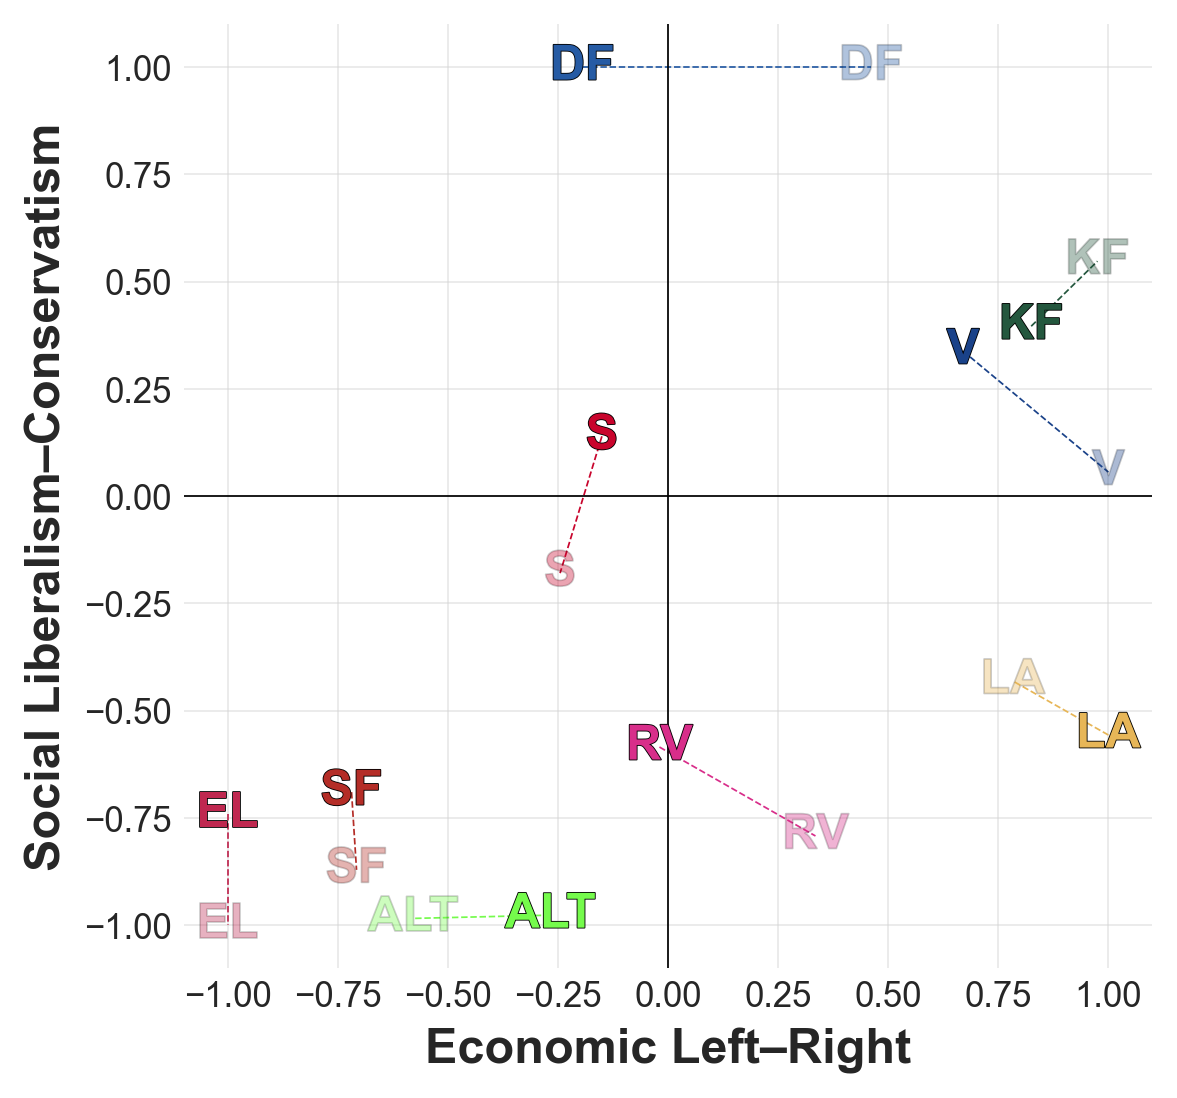 DF DF
1.00
0.75
KF
0.50
KF
V
0.25
S
V
0.00
S
−0.25
LA
−0.50
LA
RV
SF
EL
−0.75
RV
SF
ALT ALT
EL
−1.00
−1.00 −0.75 −0.50 −0.25 0.00 0.25 0.50 0.75 1.00
Economic Left–Right
Social Liberalism–Conservatism